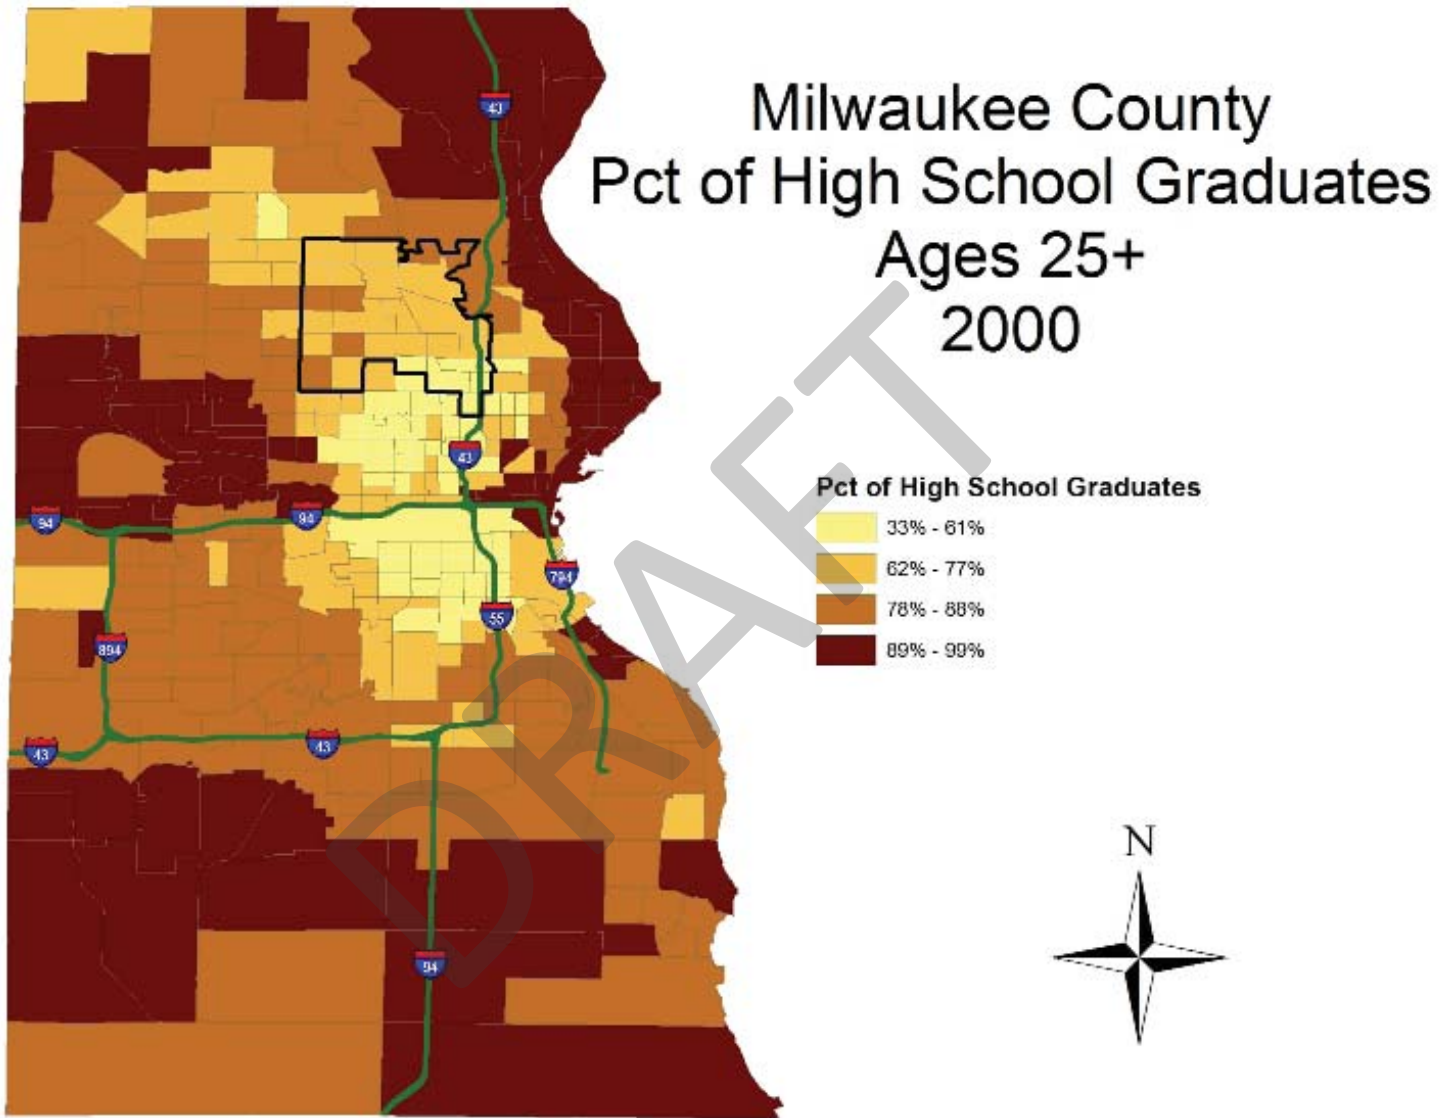 Milwaukee County
Pct of High School Graduates
Ages 25+
2000
DRAFT
Pct of High School Graduates
33% - 61%
62% - 77%
78% - 88%
89% - 99%
N
43
43
94
94
794
55
894
43
43
94